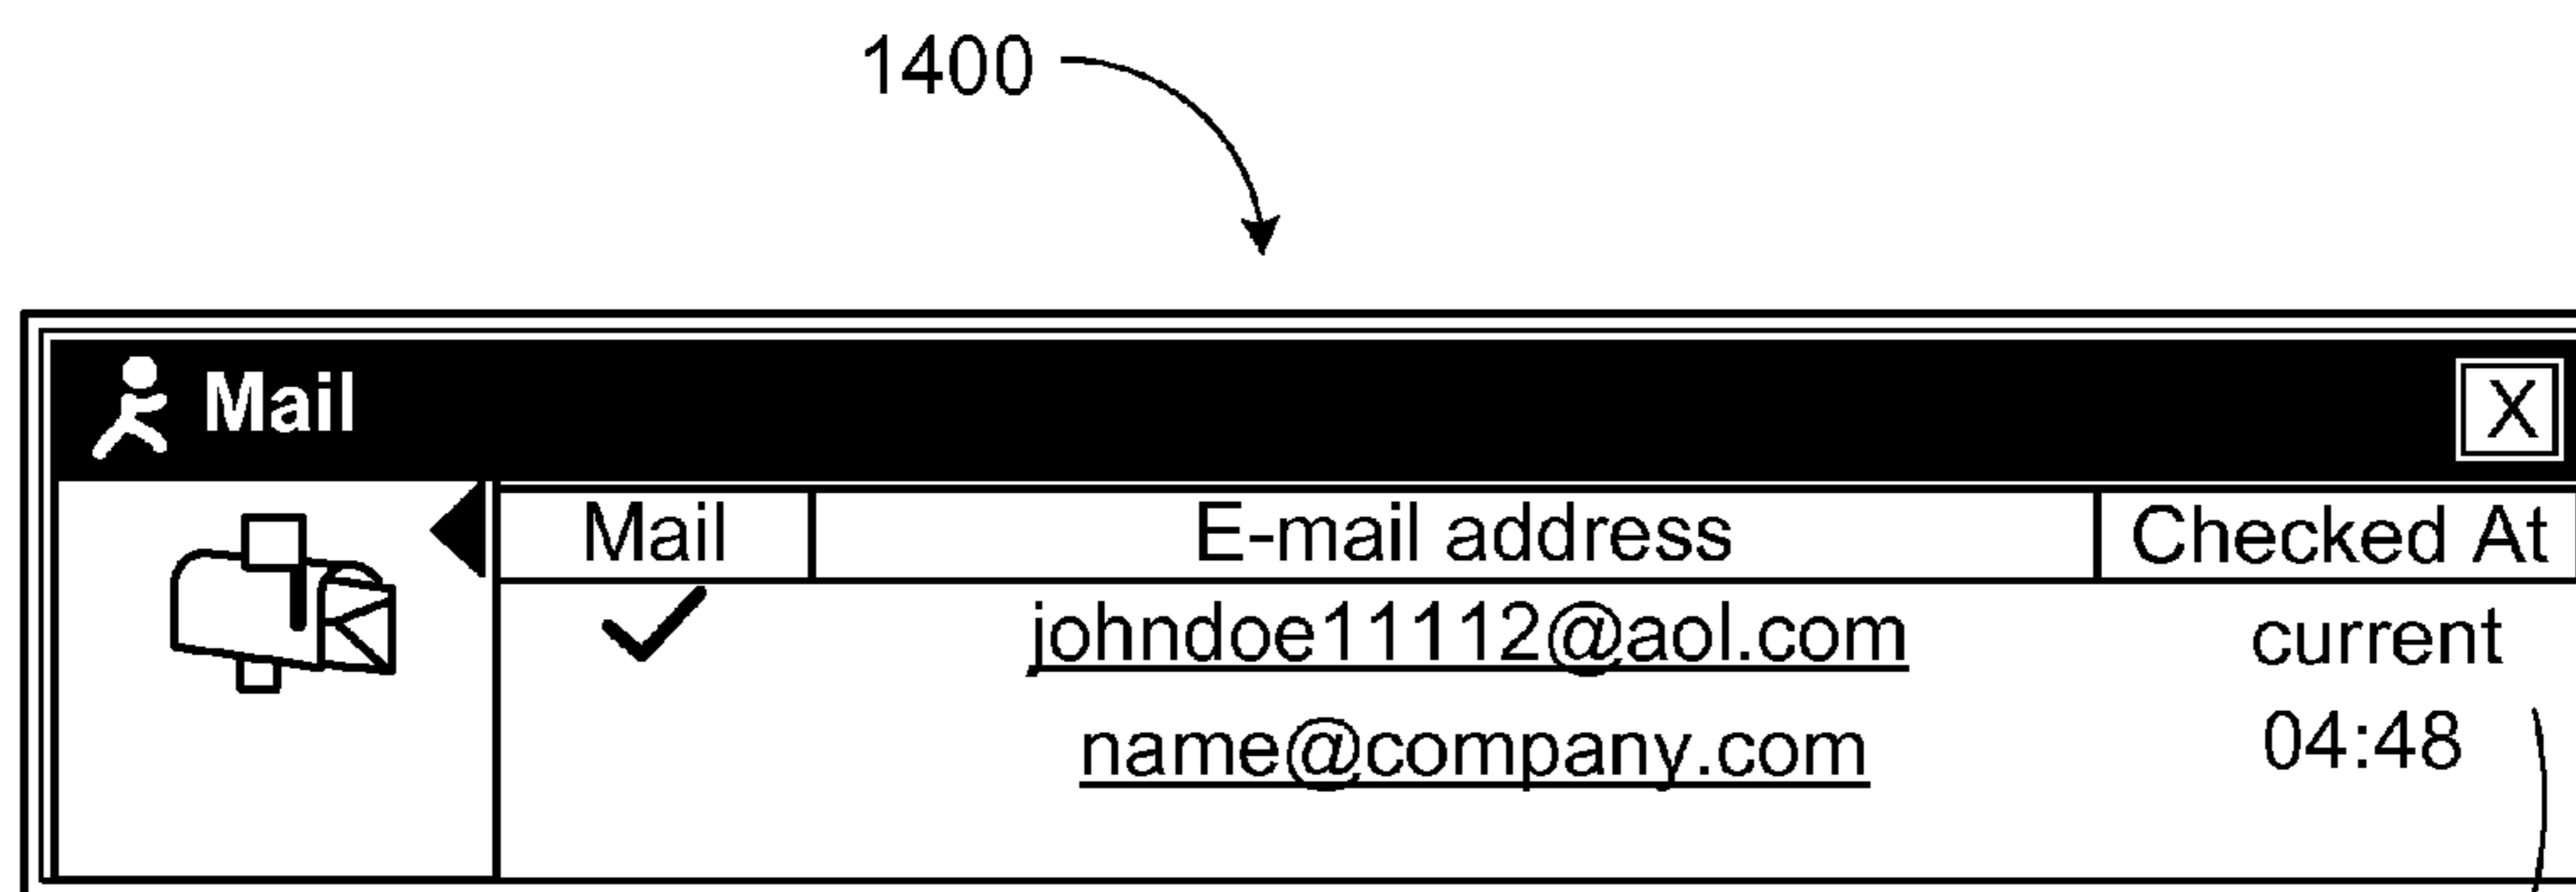 1400
Mail X
Mail E-mail address Checked At
johndoe11112@aol.com current
name@company.com 04:48